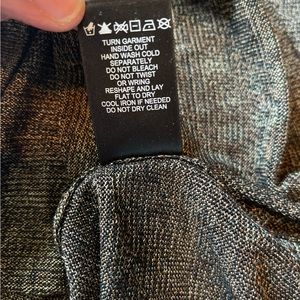 TURN GARMENT
INSIDE OUT
HAND WASH COLD
SEPARATELY
DO NOT BLEACH
DO NOT TWIST
OR WRING
RESHAPE AND LAY
FLAT TO DRY
COOL IRON IF NEEDED
DO NOT DRY CLEAN